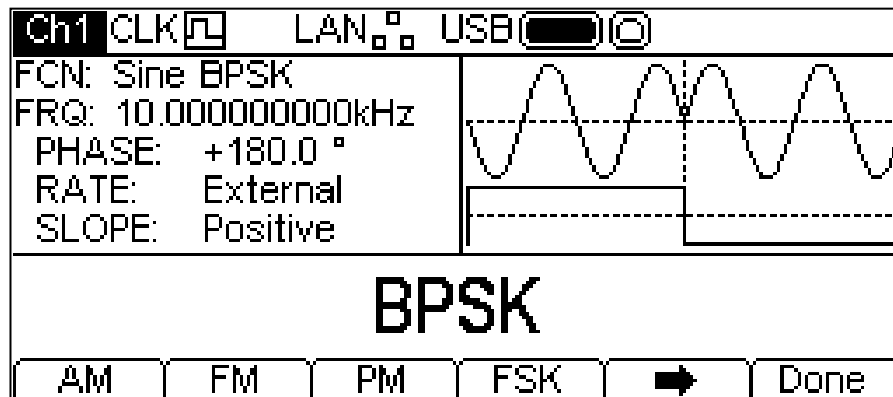 Ch1 CLK LAN USB
FCN: Sine BPSK
FRQ: 10.000000000kHz
PHASE: +180.0 °
RATE: External
SLOPE: Positive
BPSK
AM FM PM FSK Done